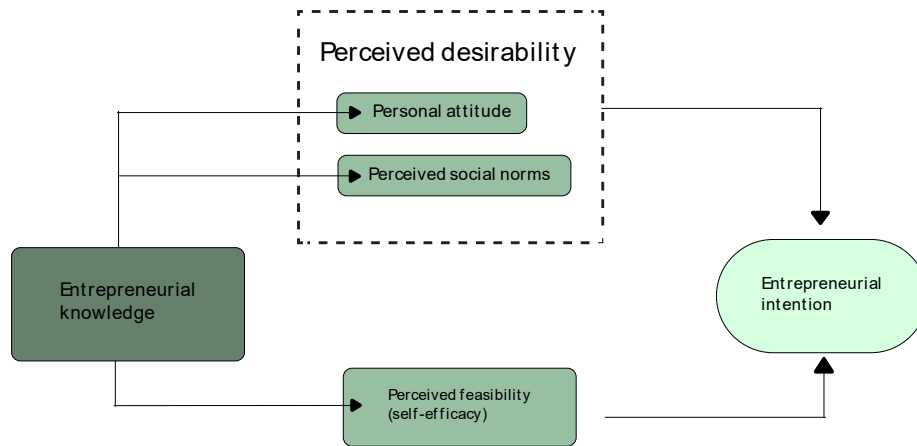 Perceived desirability
Personal attitude
Perceived social norms
Entrepreneurial
knowledge
Entrepreneurial
intention
Perceived feasibility
(self-efficacy)